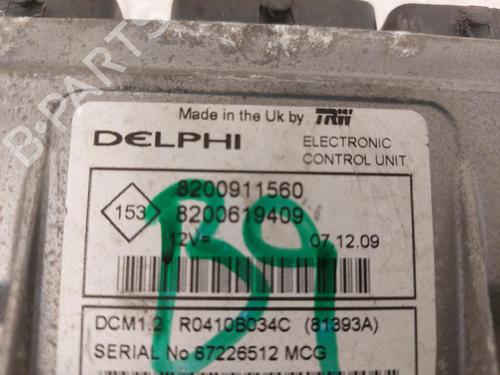 B-PARTS
Made in the Uk by TRW
DELPHI
ELECTRONIC
CONTROL UNIT
8200911560
153
8200619409
12V=
07.12.09
B9
DCM1.2 R0410B034C (81393A)
SERIAL No 87226512 MCG